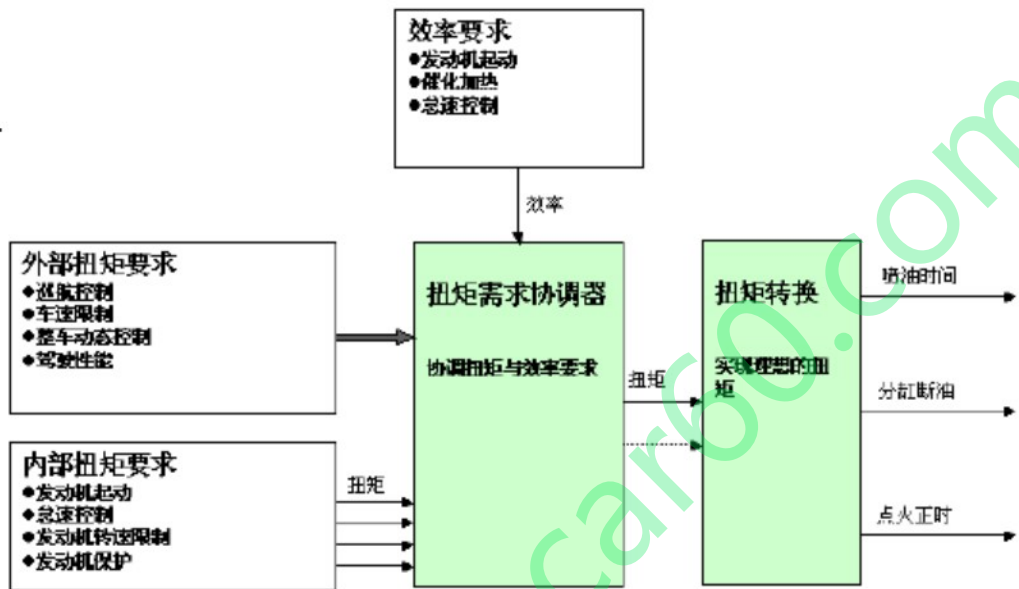 效率要求
●发动机起动
●催化加热
●怠速控制
效率
外部扭矩要求
●巡航控制
●车速限制
●整车动态控制
●驾驶性能
扭矩需求协调器
协调扭矩与效率要求
扭矩
扭矩转换
实现理想的扭
矩
喷油时间
分缸断油
点火正时
内部扭矩要求
●发动机起动
●怠速控制
●发动机转速限制
●发动机保护
扭矩
car60.com